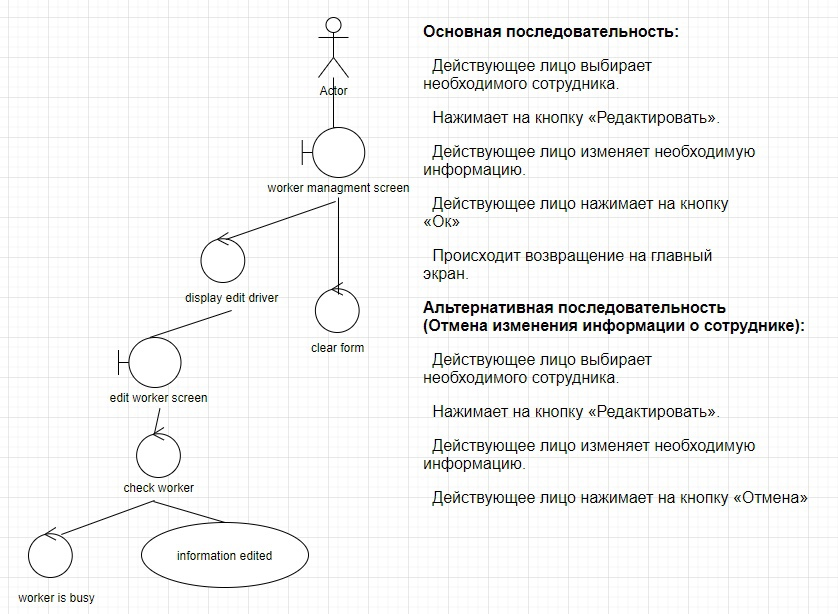 Actor
worker managment screen
display edit driver
clear form
edit worker screen
check worker
information edited
worker is busy
Основная последовательность:
Действующее лицо выбирает
необходимого сотрудника.
Нажимает на кнопку «Редактировать».
Действующее лицо изменяет необходимую
информацию.
Действующее лицо нажимает на кнопку
«Ок»
Происходит возвращение на главный
экран.
Альтернативная последовательность
(Отмена изменения информации о сотруднике):
Действующее лицо выбирает
необходимого сотрудника.
Нажимает на кнопку «Редактировать».
Действующее лицо изменяет необходимую
информацию.
Действующее лицо нажимает на кнопку «Отмена»